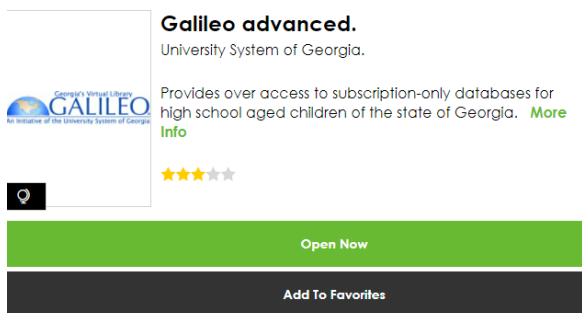 Galileo advanced.
University System of Georgia.
Georgia's Virtual Library
GALILEO
An Initiative of the University System of Georgia
Provides over access to subscription-only databases for
high school aged children of the state of Georgia. More
Info
Open Now
Add To Favorites